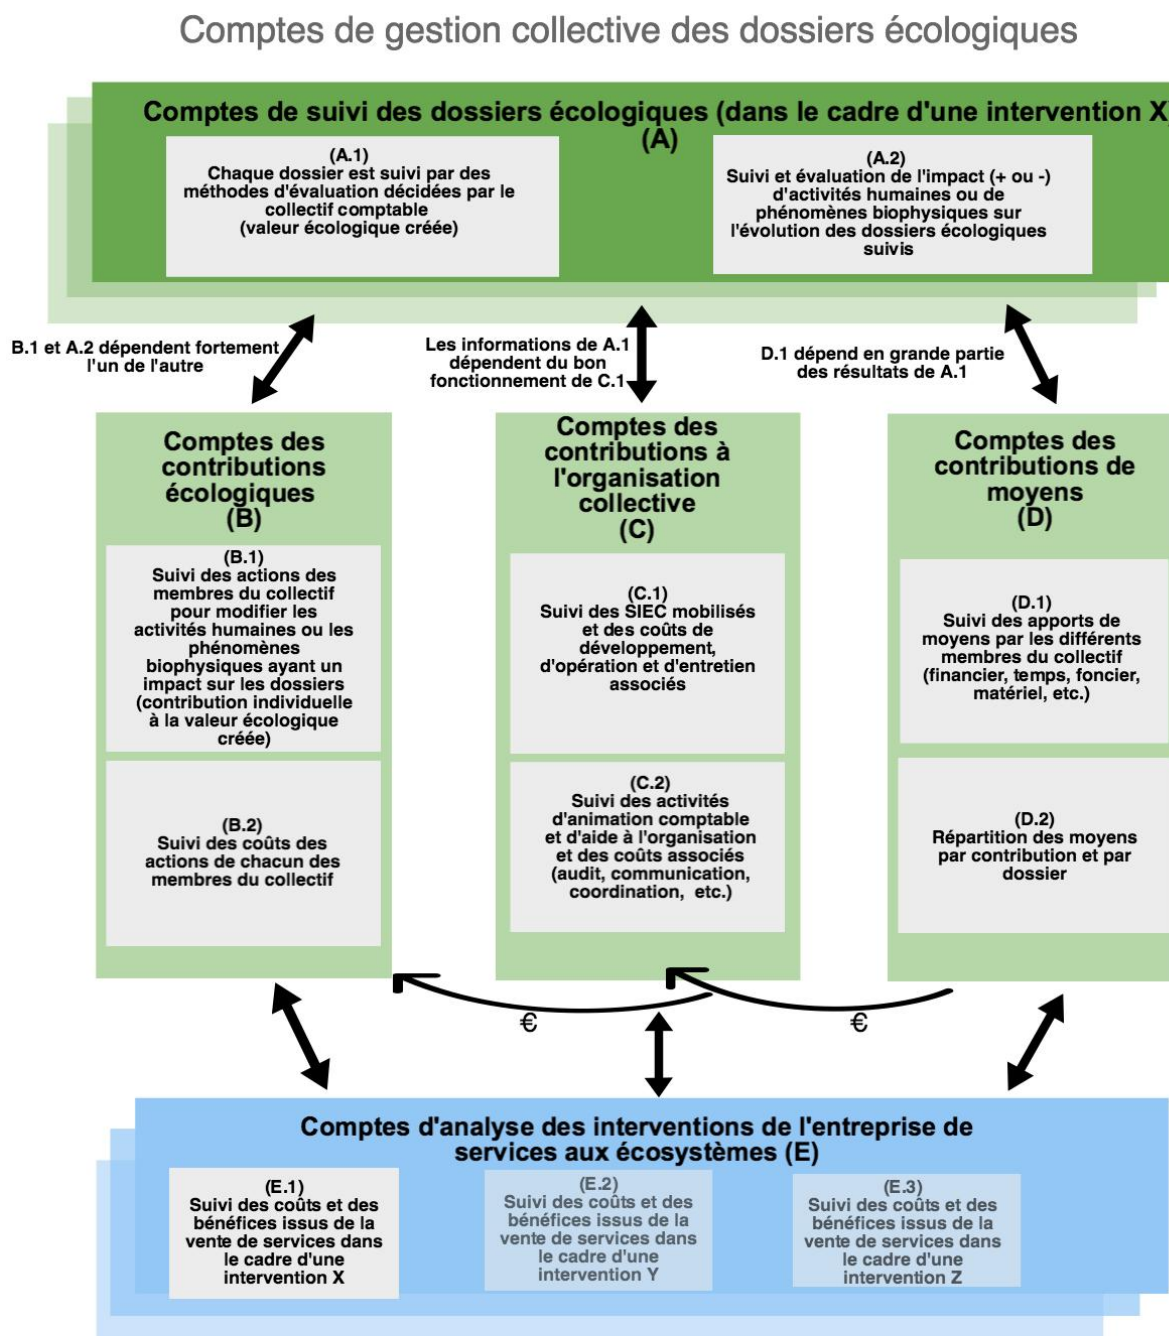 Comptes de gestion collective des dossiers écologiques
Comptes de suivi des dossiers écologiques (dans le cadre d'une intervention X
(A)
(A.1)
Chaque dossier est suivi par des
méthodes d'évaluation décidées par le
collectif comptable
(valeur écologique créée)
(A.2)
Suivi et évaluation de l'impact (+ ou -)
d'activités humaines ou de
phénomènes biophysiques sur
l'évolution des dossiers écologiques
suivis
B.1 et A.2 dépendent fortement
l'un de l'autre
Les informations de A.1
dépendent du bon
fonctionnement de C.1
D.1 dépend en grande partie
des résultats de A.1
Comptes des
contributions
écologiques
(B)
(B.1)
Suivi des actions des
membres du collectif
pour modifier les
activités humaines ou les
phénomènes
biophysiques ayant un
impact sur les dossiers
(contribution individuelle
à la valeur écologique
créée)
(B.2)
Suivi des coûts des
actions de chacun des
membres du collectif
Comptes des
contributions à
l'organisation
collective
(C)
(C.1)
Suivi des SIEC mobilisés
et des coûts de
développement,
d'opération et d'entretien
associés
(C.2)
Suivi des activités
d'animation comptable
et d'aide à l'organisation
et des coûts associés
(audit, communication,
coordination, etc.)
Comptes des
contributions de
moyens
(D)
(D.1)
Suivi des apports de
moyens par les différents
membres du collectif
(financier, temps, foncier,
matériel, etc.)
(D.2)
Répartition des moyens
par contribution et par
dossier
€
€
Comptes d'analyse des interventions de l'entreprise de
services aux écosystèmes (E)
(E.1)
Suivi des coûts et des
bénéfices issus de la
vente de services dans
le cadre d'une
intervention X
(E.2)
Suivi des coûts et des
bénéfices issus de la
vente de services dans
le cadre d'une
intervention Y
(E.3)
Suivi des coûts et des
bénéfices issus de la
vente de services dans
le cadre d'une
intervention Z